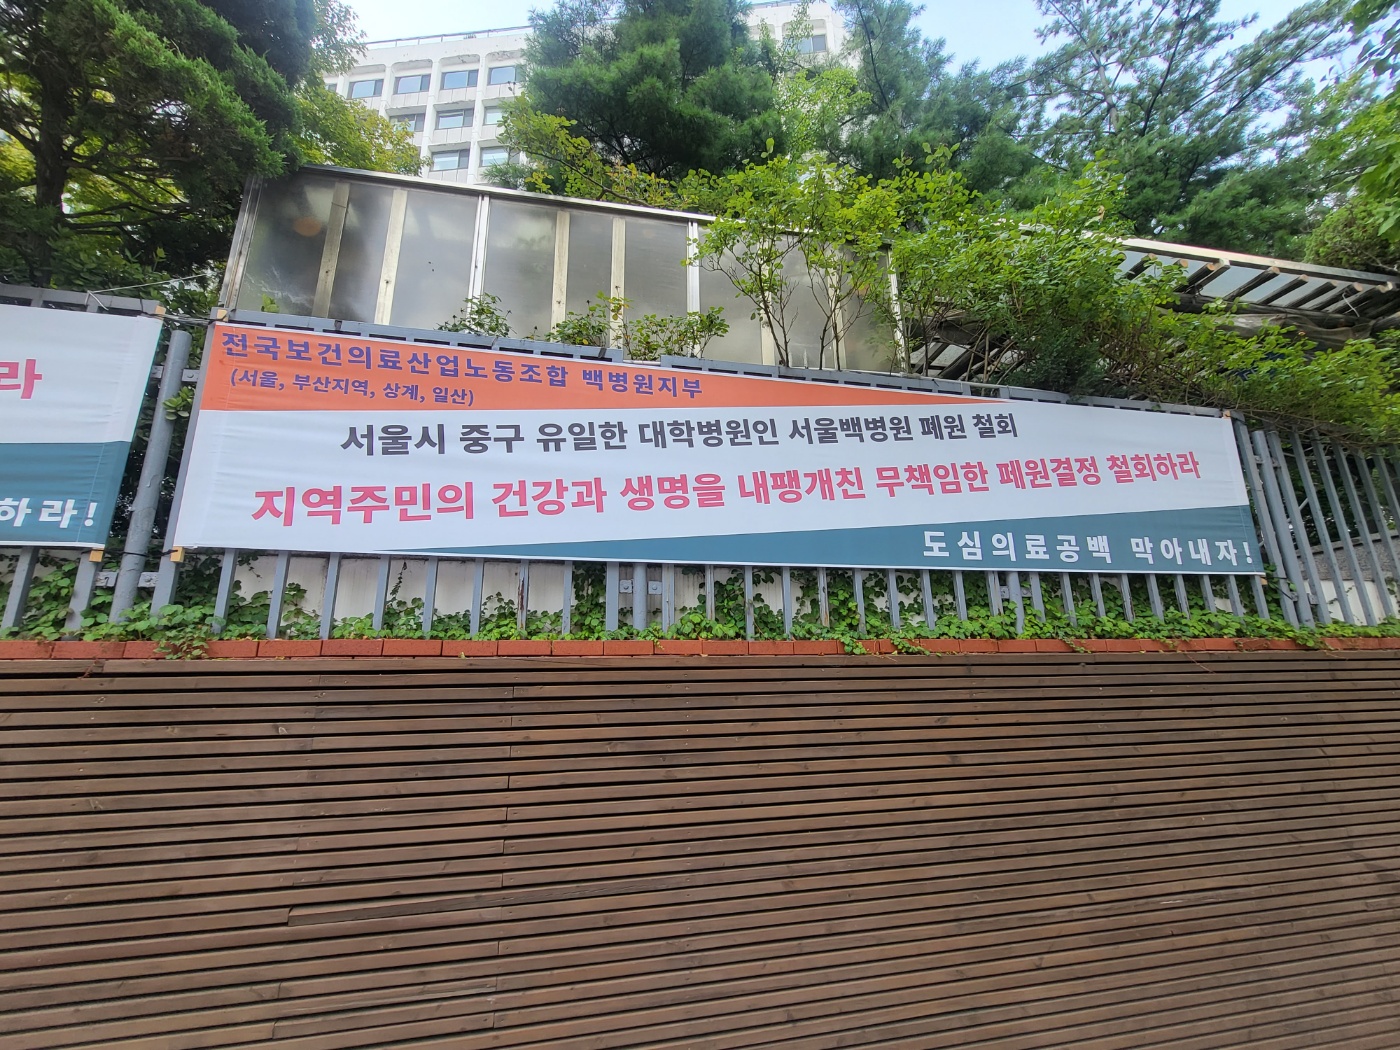 라
하라!
전국보건의료산업노동조합 백병원지부
(서울, 부산지역, 상계, 일산)
서울시 중구 유일한 대학병원인 서울백병원 폐원 철회
지역주민의 건강과 생명을 내팽개친 무책임한 폐원결정 철회하라
도심의료공백 막아내자!